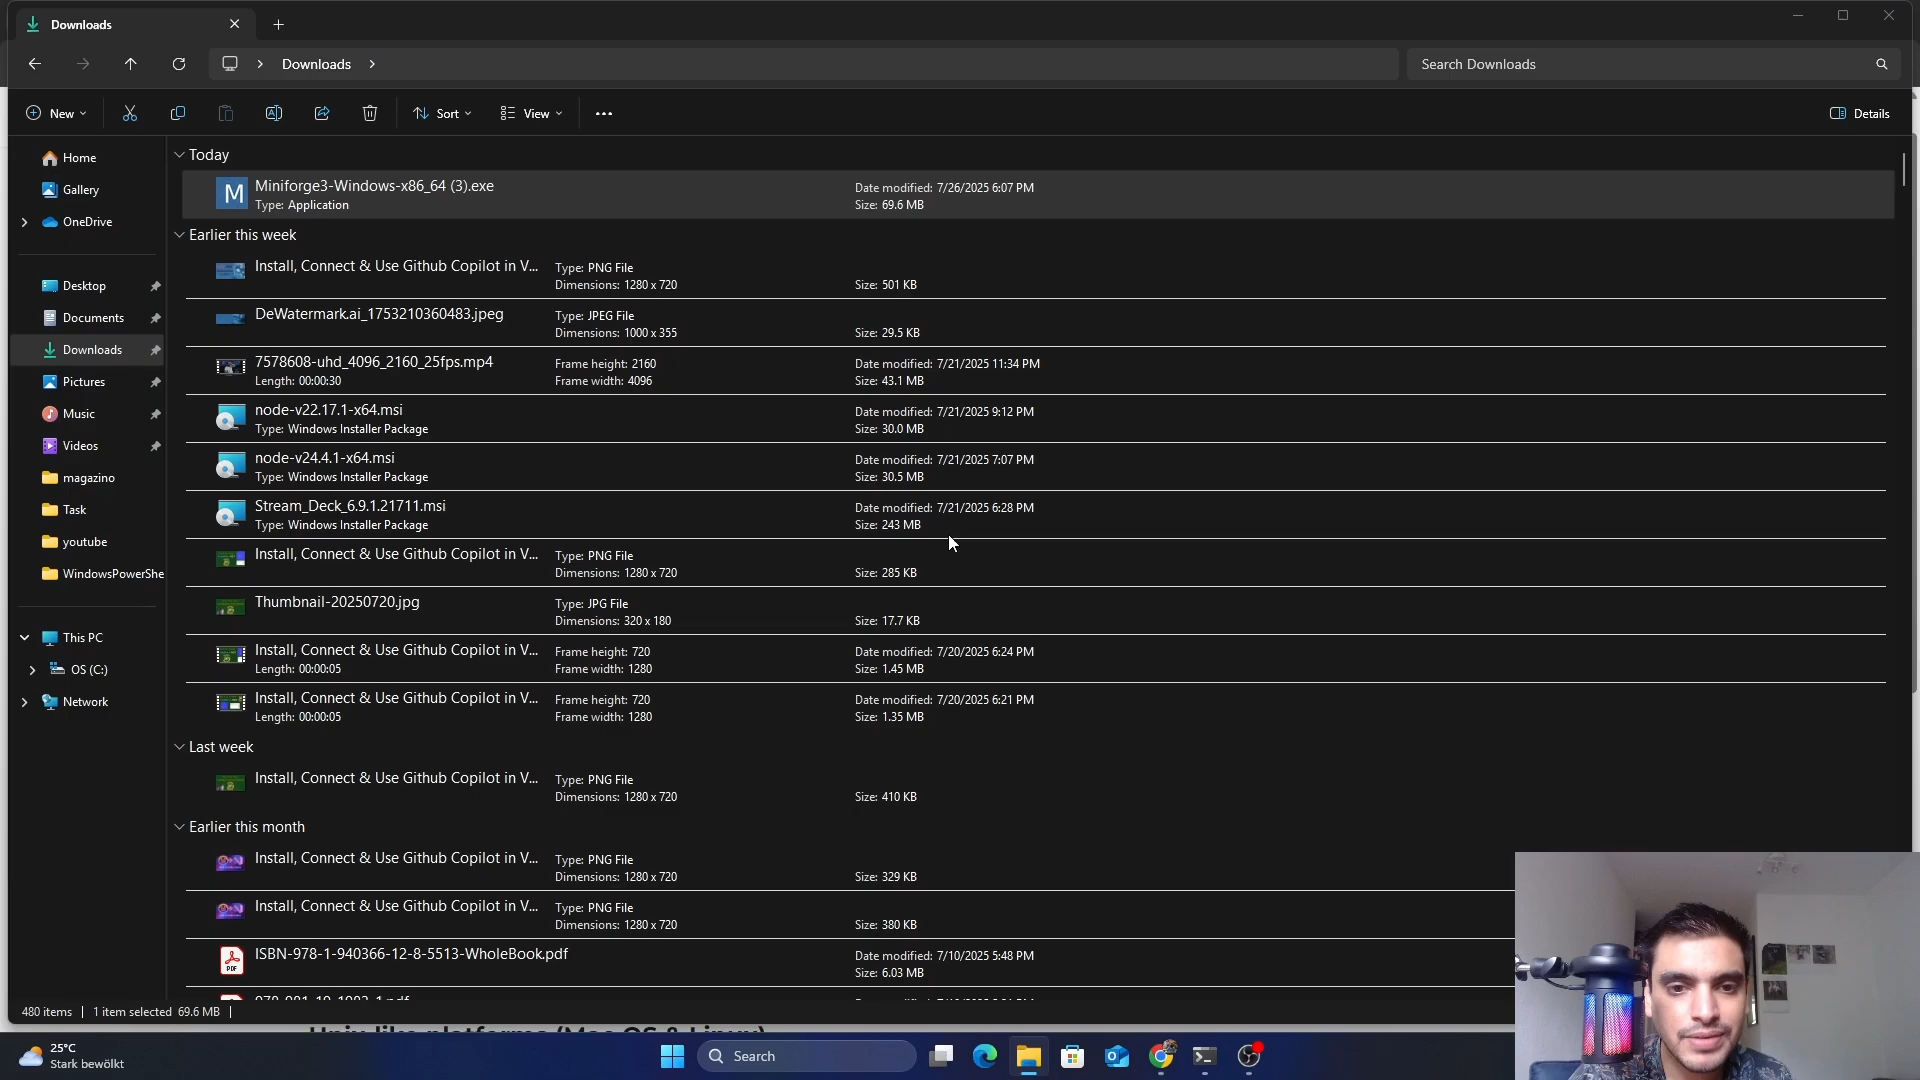 Downloads
Downloads
Search Downloads
New
Sort
View
Details
Home
Gallery
OneDrive
Desktop
Documents
Downloads
Pictures
Music
Videos
magazino
Task
youtube
WindowsPowerShe
This PC
OS (C:)
Network
Today
M
Miniforge3-Windows-x86_64 (3).exe
Type: Application
Date modified: 7/26/2025 6:07 PM
Size: 69.6 MB
Earlier this week
Install, Connect & Use Github Copilot in V...
Type: PNG File
Dimensions: 1280 x 720
Size: 501 KB
DeWatermark.ai_1753210360483.jpeg
Type: JPEG File
Dimensions: 1000 x 355
Size: 29.5 KB
7578608-uhd_4096_2160_25fps.mp4
Length: 00:00:30
Frame height: 2160
Frame width: 4096
Date modified: 7/21/2025 11:34 PM
Size: 43.1 MB
node-v22.17.1-x64.msi
Type: Windows Installer Package
Date modified: 7/21/2025 9:12 PM
Size: 30.0 MB
node-v24.4.1-x64.msi
Type: Windows Installer Package
Date modified: 7/21/2025 7:07 PM
Size: 30.5 MB
Stream_Deck_6.9.1.21711.msi
Type: Windows Installer Package
Date modified: 7/21/2025 6:28 PM
Size: 243 MB
Install, Connect & Use Github Copilot in V...
Type: PNG File
Dimensions: 1280 x 720
Size: 285 KB
Thumbnail-20250720.jpg
Type: JPG File
Dimensions: 320 x 180
Size: 17.7 KB
Install, Connect & Use Github Copilot in V...
Length: 00:00:05
Frame height: 720
Frame width: 1280
Date modified: 7/20/2025 6:24 PM
Size: 1.45 MB
Install, Connect & Use Github Copilot in V...
Length: 00:00:05
Frame height: 720
Frame width: 1280
Date modified: 7/20/2025 6:21 PM
Size: 1.35 MB
Last week
Install, Connect & Use Github Copilot in V...
Type: PNG File
Dimensions: 1280 x 720
Size: 410 KB
Earlier this month
Install, Connect & Use Github Copilot in V...
Type: PNG File
Dimensions: 1280 x 720
Size: 329 KB
Install, Connect & Use Github Copilot in V...
Type: PNG File
Dimensions: 1280 x 720
Size: 380 KB
PDF
ISBN-978-1-940366-12-8-5513-WholeBook.pdf
Date modified: 7/10/2025 5:48 PM
Size: 6.03 MB
480 items
1 item selected 69.6 MB
Unix-like platforms (Mac OS & Linux)
25°C
Stark bewölkt
Search